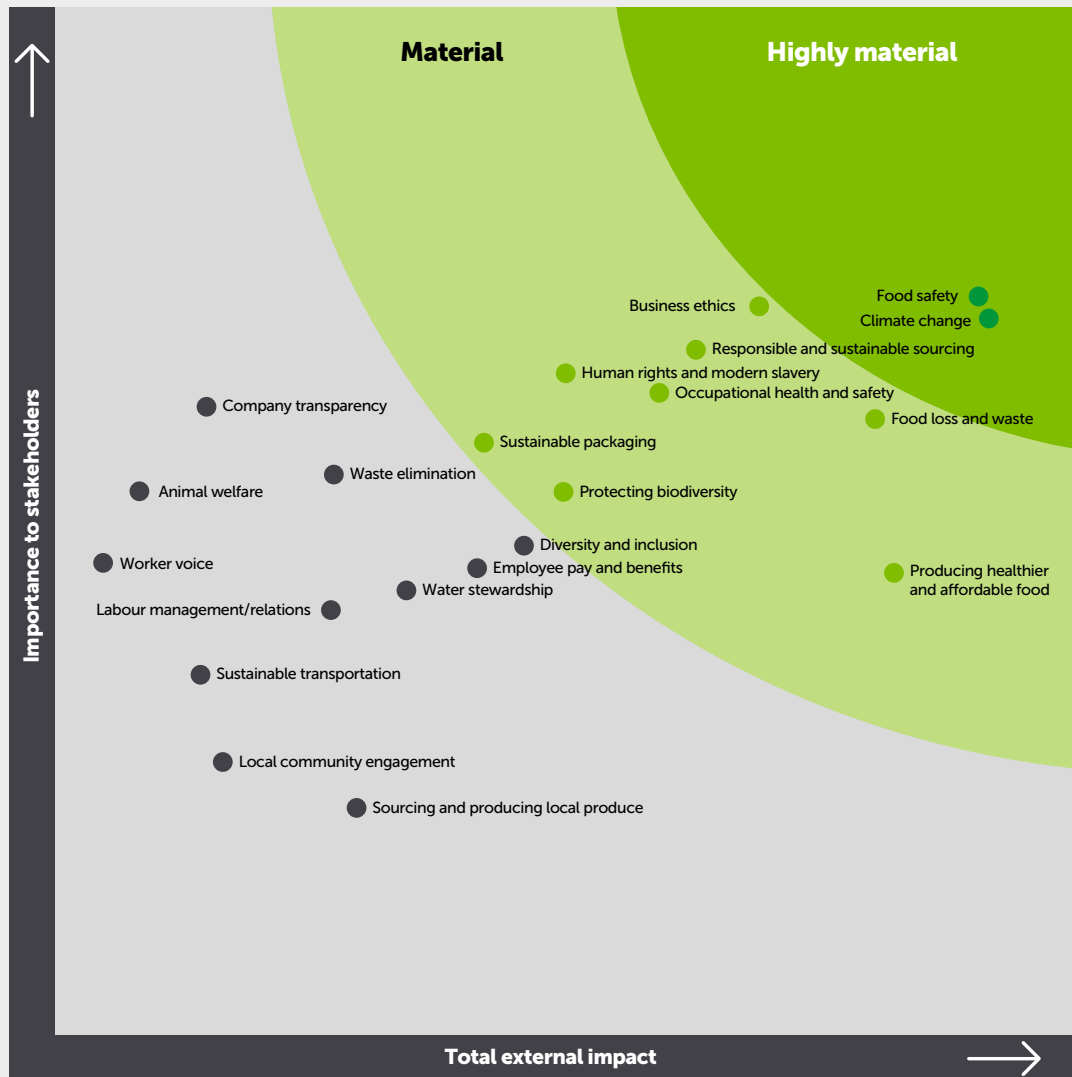 Material
Highly material
Food safety
Business ethics
Climate change
Responsible and sustainable sourcing
Human rights and modern slavery
Occupational health and safety
Company transparency
Food loss and waste
Sustainable packaging
Waste elimination
Animal welfare
Protecting biodiversity
Diversity and inclusion
Worker voice
Employee pay and benefits
Producing healthier
and affordable food
Water stewardship
Labour management/relations
Sustainable transportation
Local community engagement
Sourcing and producing local produce
Importance to stakeholders
Total external impact